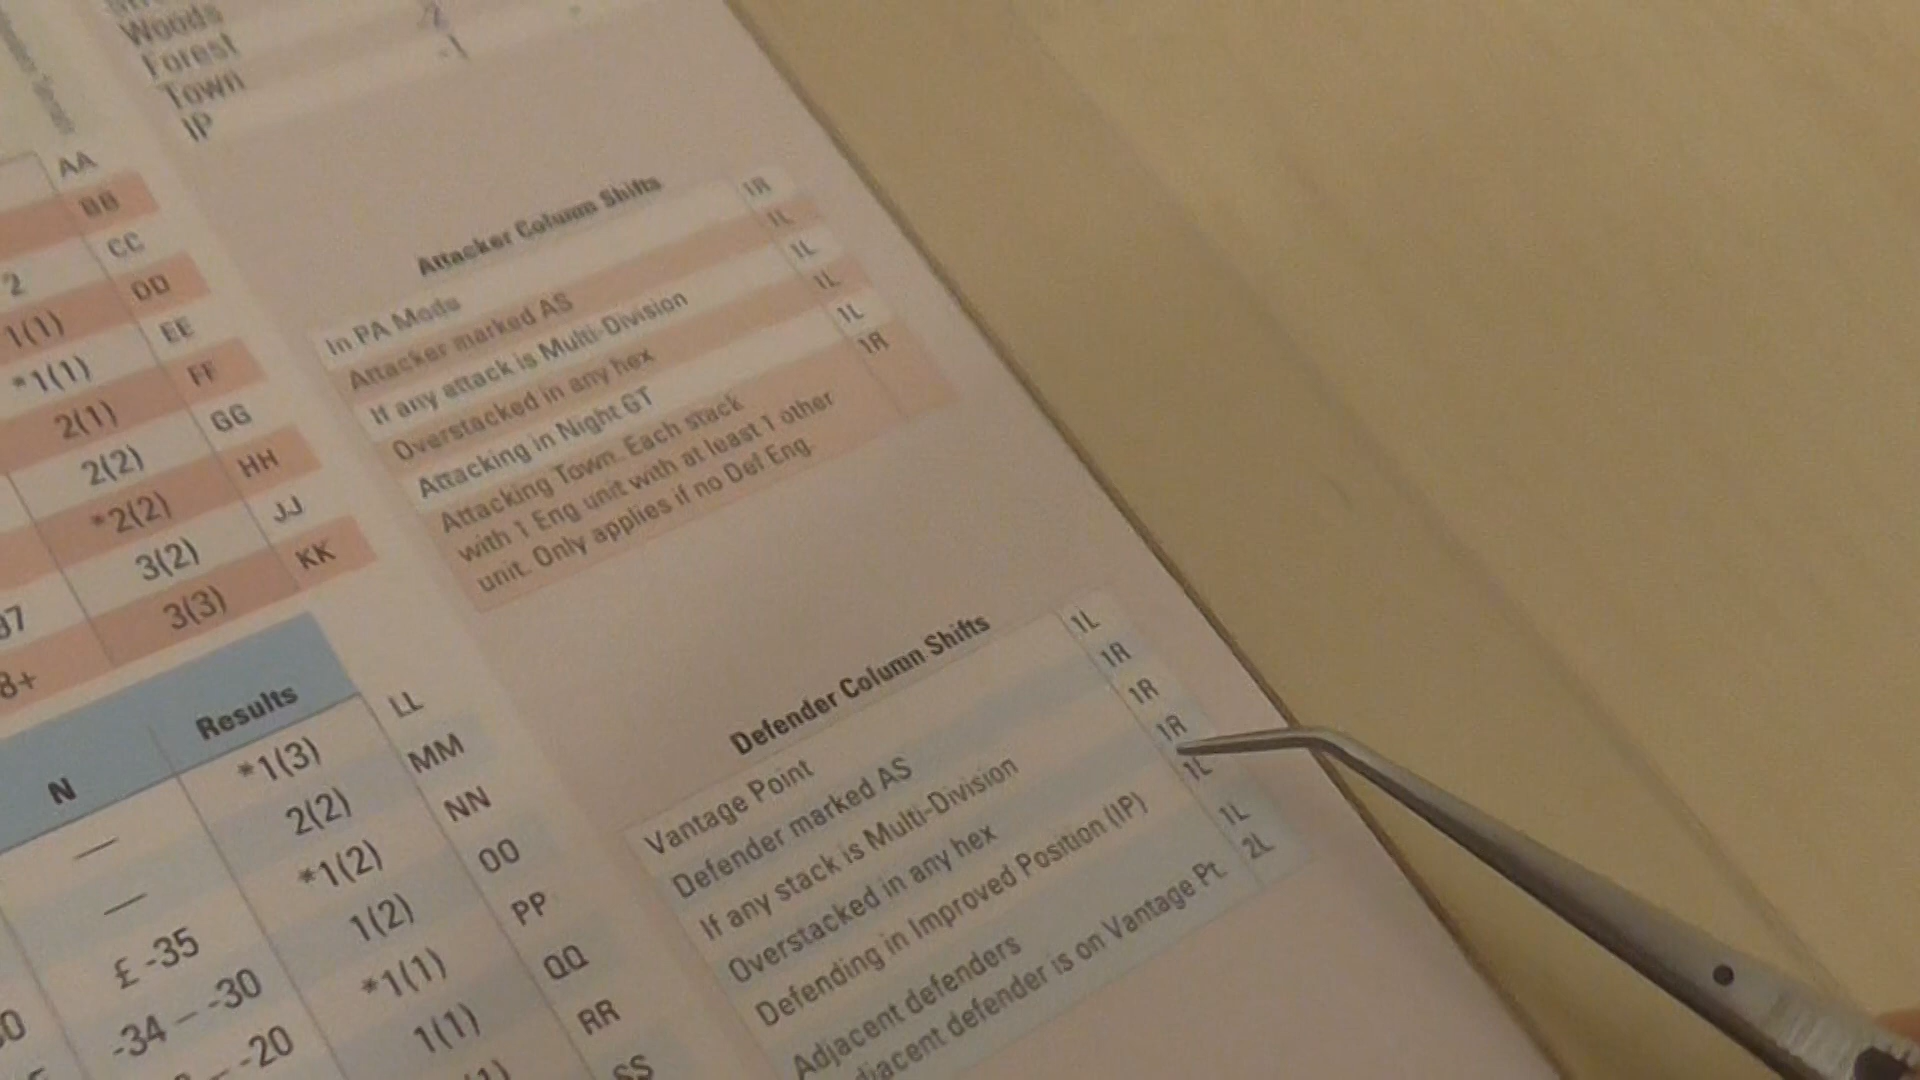 Woods
Forest
Town -1
IP
AA
BB
CC
2 DD
1(1) EE
*1(1) FF
2(1) GG
2(2) HH
*2(2) JJ
3(2) KK
3(3)
8+
Attacker Column Shifts
In PA Mode 1R
Attacker marked AS 1L
If any attack is Multi-Division 1L
Overstacked in any hex 1L
Attacking in Night GT 1L
Attacking Town. Each stack 1R
with 1 Eng unit with at least 1 other
unit. Only applies if no Def Eng.
N Results
— *1(3) LL
— 2(2) MM
£ -35 *1(2) NN
-34 – -30 1(2) OO
-20 *1(1) PP
1(1) QQ
RR
SS
Defender Column Shifts
Vantage Point 1L
Defender marked AS 1R
If any stack is Multi-Division 1R
Overstacked in any hex 1R
Defending in Improved Position (IP) 1L
Adjacent defenders 1L
djacent defender is on Vantage Pt. 2L